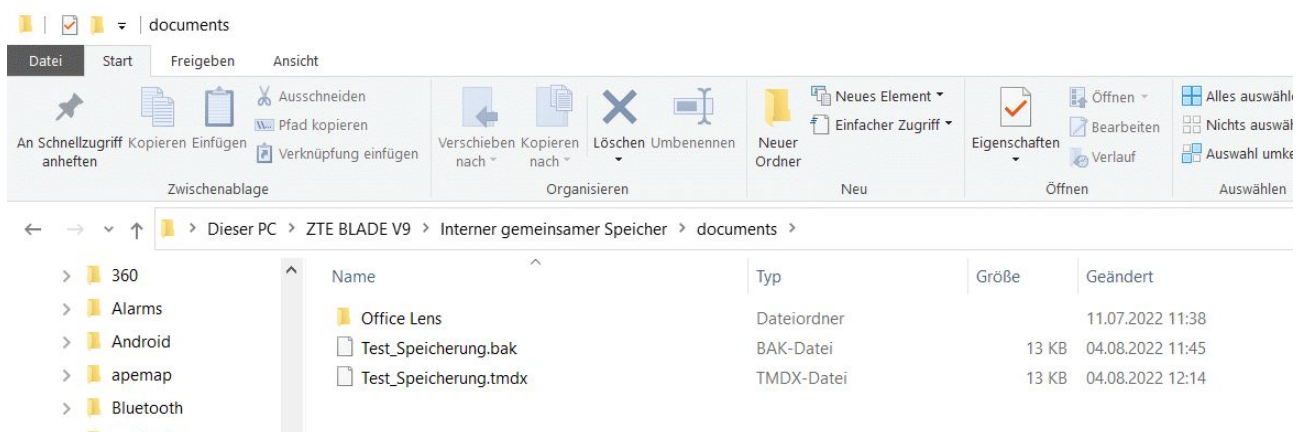 documents
Datei Start Freigeben Ansicht
An Schnellzugriff anheften
Kopieren
Einfügen
Ausschneiden
Pfad kopieren
Verknüpfung einfügen
Zwischenablage
Verschieben nach
Kopieren nach
Löschen
Umbenennen
Organisieren
Neuer Ordner
Neues Element
Einfacher Zugriff
Neu
Eigenschaften
Öffnen
Bearbeiten
Verlauf
Öffnen
Alles auswähle
Nichts auswäh
Auswahl umke
Auswählen
Dieser PC > ZTE BLADE V9 > Interner gemeinsamer Speicher > documents >
360
Alarms
Android
apemap
Bluetooth
Name Typ Größe Geändert
Office Lens Dateiordner 11.07.2022 11:38
Test_Speicherung.bak BAK-Datei 13 KB 04.08.2022 11:45
Test_Speicherung.tmdx TMDX-Datei 13 KB 04.08.2022 12:14